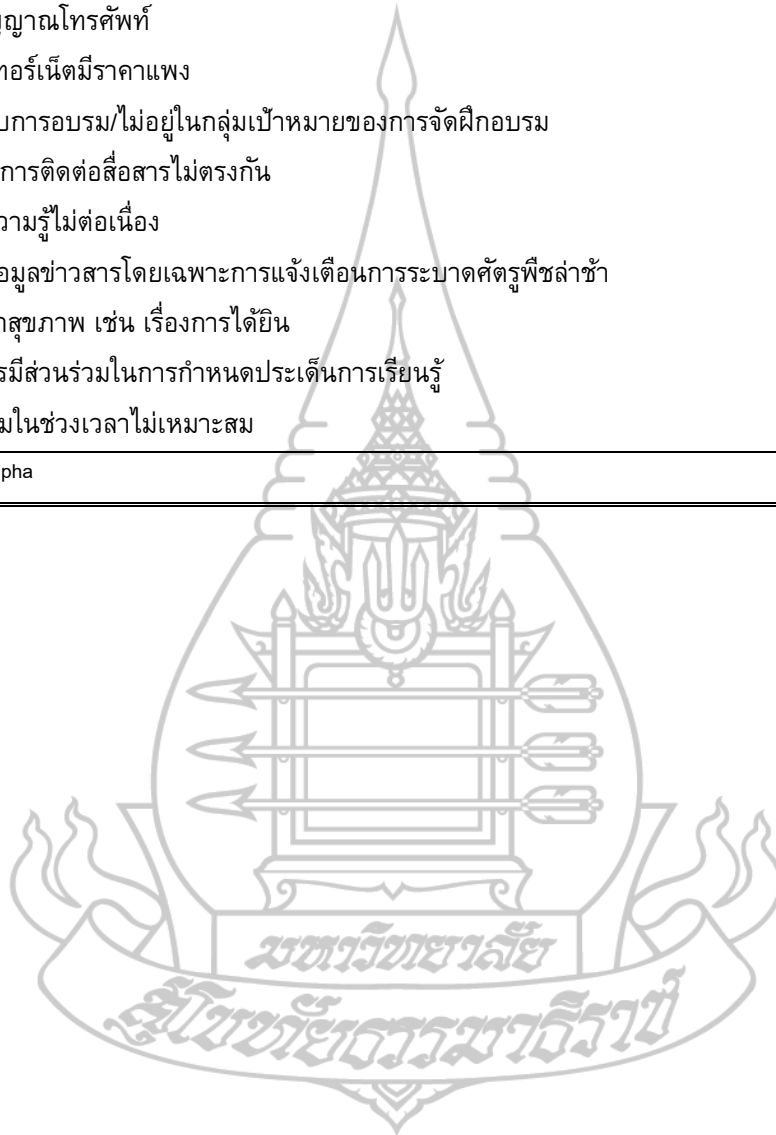 ญาณโทรศัพท์
ทอร์เน็ตมีราคาแพง
บการอบรม/ไม่อยู่ในกลุ่มเป้าหมายของการจัดฝึกอบรม
การติดต่อสื่อสารไม่ตรงกัน
วามรู้ไม่ต่อเนื่อง
อมูลข่าวสารโดยเฉพาะการแจ้งเตือนการระบาดศัตรูพืชล่าช้า
าสุขภาพ เช่น เรื่องการได้ยิน
รมีส่วนร่วมในการกำหนดประเด็นการเรียนรู้
มในช่วงเวลาไม่เหมาะสม
pha
มหาวิทยาลัย
สุโขทัยธรรมาธิราช